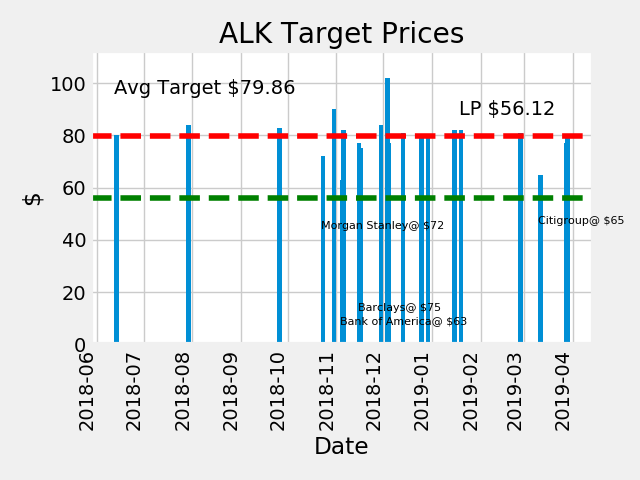 ALK Target Prices
Avg Target $79.86
LP $56.12
100
80
60
40
20
0
$
Morgan Stanley@ $72
Citigroup@ $65
Barclays@ $75
Bank of America@ $63
2018-06
2018-07
2018-08
2018-09
2018-10
2018-11
2018-12
2019-01
2019-02
2019-03
2019-04
Date